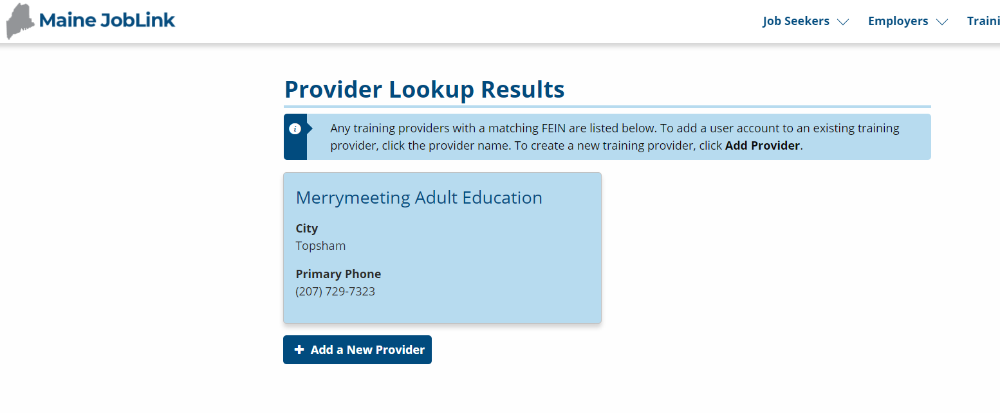 Maine JobLink
Job Seekers
Employers
Traini
Provider Lookup Results
Any training providers with a matching FEIN are listed below. To add a user account to an existing training
provider, click the provider name. To create a new training provider, click Add Provider.
Merrymeeting Adult Education
City
Topsham
Primary Phone
(207) 729-7323
+ Add a New Provider